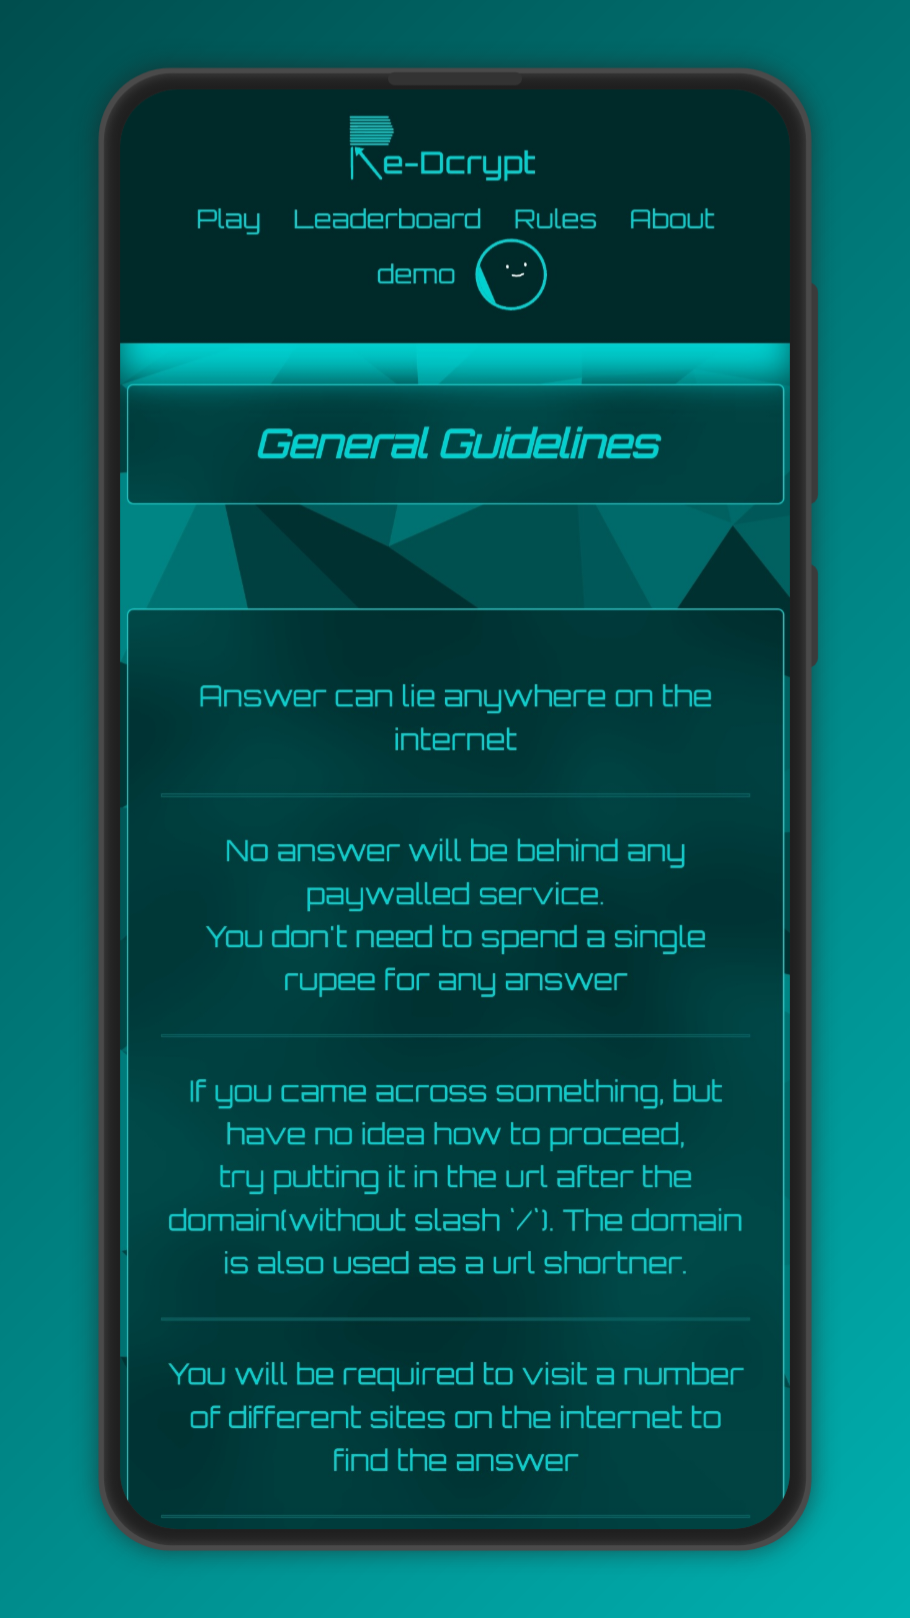 Re-Dcrypt
Play Leaderboard Rules About
demo
General Guidelines
Answer can lie anywhere on the
internet
No answer will be behind any
paywalled service.
You don't need to spend a single
rupee for any answer
If you came across something, but
have no idea how to proceed,
try putting it in the url after the
domain(without slash '/'). The domain
is also used as a url shortner.
You will be required to visit a number
of different sites on the internet to
find the answer